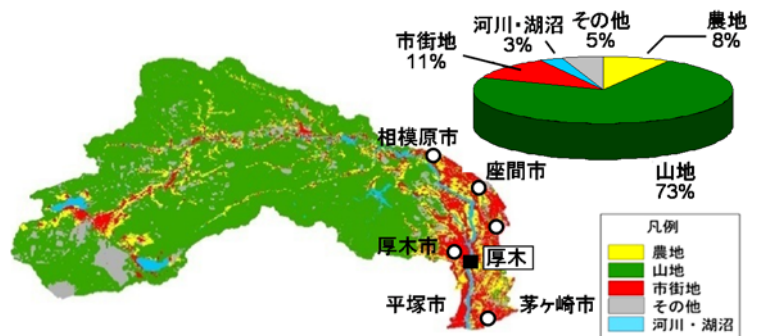 河川・湖沼
3%
その他
5%
農地
8%
市街地
11%
山地
73%
相模原市
座間市
厚木市
厚木
平塚市
茅ヶ崎市
凡例
農地
山地
市街地
その他
河川・湖沼